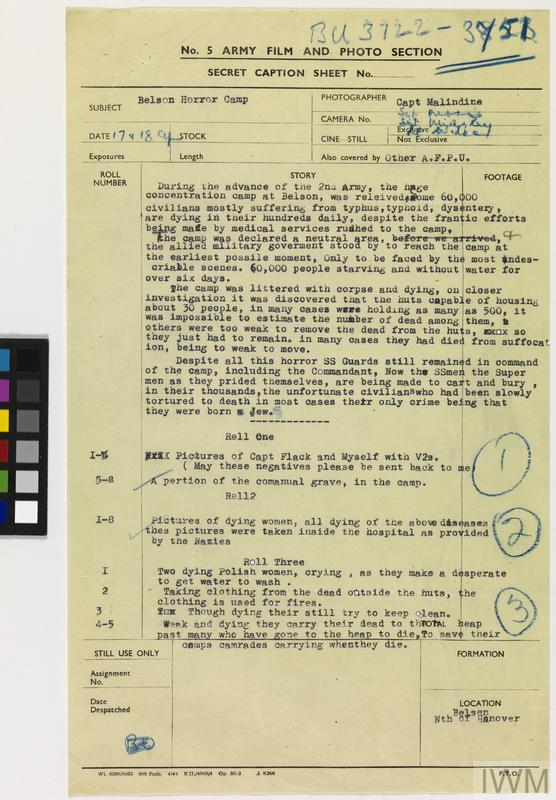 BU 3722-
No. 5 ARMY FILM AND PHOTO SECTION
SECRET CAPTION SHEET No.
SUBJECT Belson Horror Camp
PHOTOGRAPHER Capt Malindine
CAMERA No.
DATE 17 & 18 Ap STOCK
CINE STILL Exclusive
Not Exclusive
Exposures Length
Also covered by Other A.F.P.U.
ROLL NUMBER STORY FOOTAGE
During the advance of the 2nd Army, the huge
concentration camp at Belson, was releived, some 60,000
civilians mostly suffering from typhus,typhoid, dysentery,
are dying in their hundreds daily, despite the frantic efforts
being made by medical services rushed to the camp,
the camp was declared a neutral area, before we arrived, &
the allied military goverment stood by to reach the camp at
the earliest possile moment, Only to be faced by the most indes-
criable scenes. 60,000 people starving and without water for
over six days.
The camp was littered with corpse and dying, on closer
investigation it was discovered that the huts capable of housing
about 30 people, in many cases were holding as many as 500, it
was impossible to estimate the number of dead among them,
others were too weak to remove the dead from the huts, so
they just had to remain. in many cases they had died from suffocat
ion, being to weak to move.
Despite all this horror SS Guards still remained in command
of the camp, including the Commandant, Now the SSmen the Super
men as they prided themselves, are being made to cart and bury ,
in their thousands,the unfortunate civilianswho had been slowly
tortured to death in most cases their only crime being that
they were born a Jew.S
-------------
Rell One
I-4 Pictures of Capt Flack and Myself with V2s.
( May these negatives please be sent back to me)
1
5-8 A pertion of the comanual grave, in the camp.
Rell2
I-8 Pictures of dying women, all dying of the above diseases
thes pictures were taken inside the hospital as provided
by the Nazies
2
Roll Three
I Two dying Polish women, crying , as they make a desperate
to get water to wash .
2 Taking clothing from the dead outside the huts, the
clothing is used for fires.
3 Though dying their still try to keep clean.
3
4-5 Weak and dying they carry their dead to the TOTAL heap
past many who have gone to the heap to die,To save their
camps camrades carrying whenthey die.
STILL USE ONLY
FORMATION
Assignment
No.
Date
Despatched
LOCATION
Belsen
Nth of Hanover
Wt. 600 Pads. 4/44 Gp. 38/3 J. 8268
P.T.O.
IWM